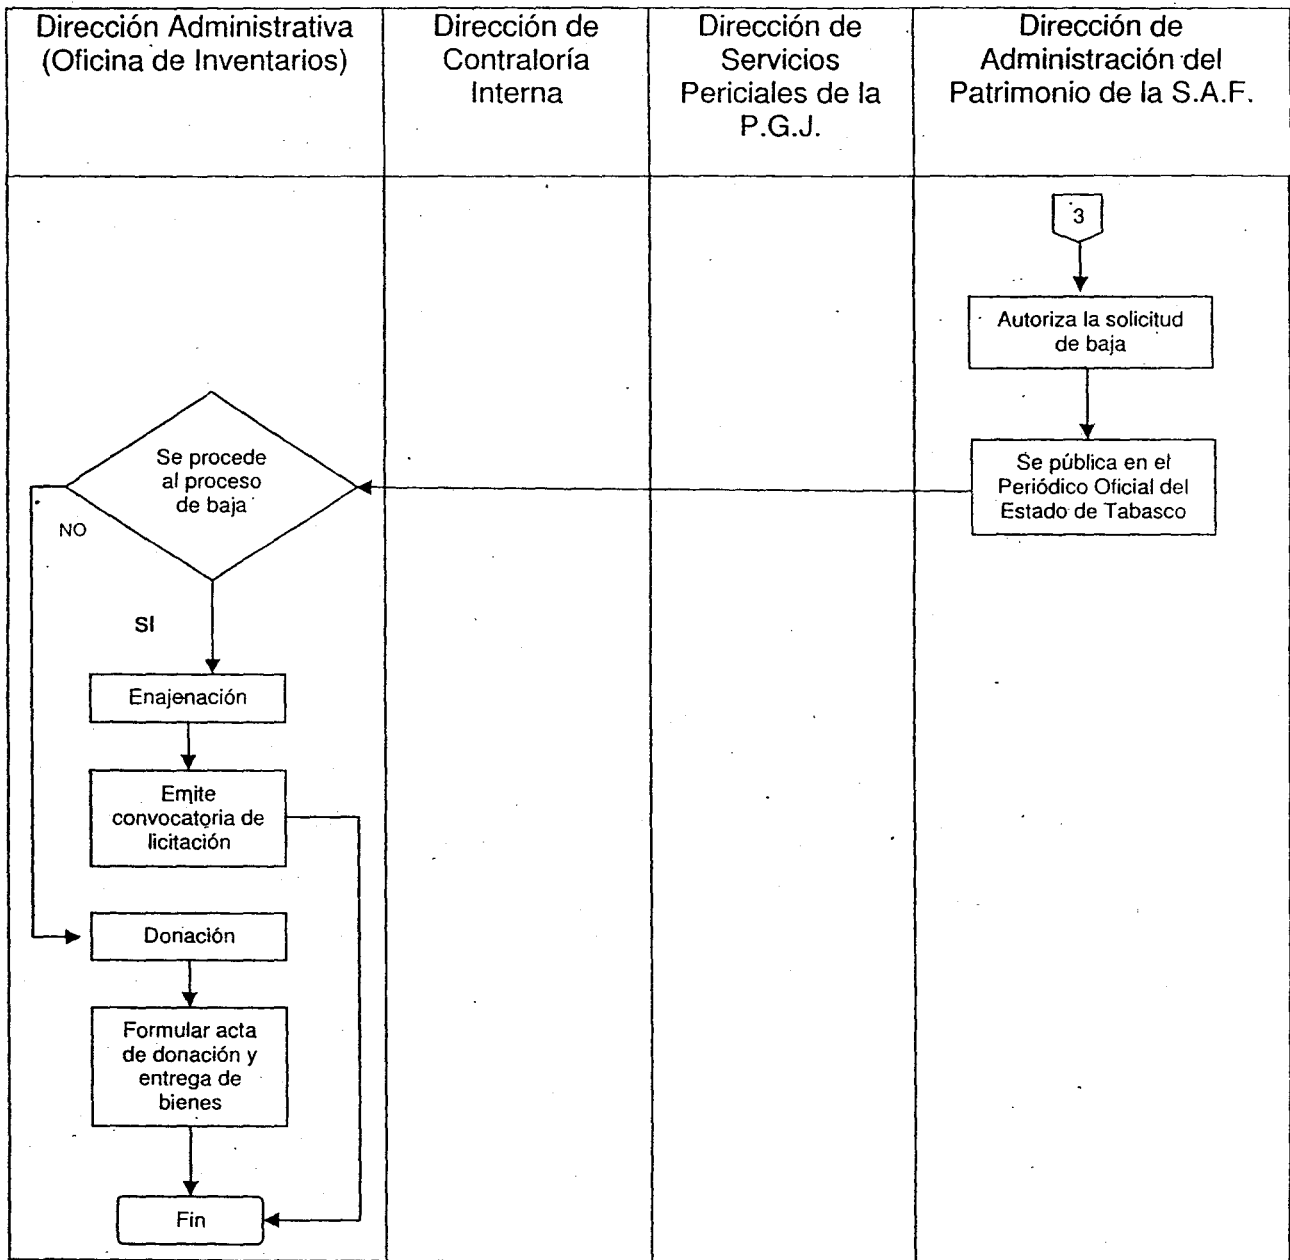 Dirección Administrativa
(Oficina de Inventarios)
Dirección de
Contraloría
Interna
Dirección de
Servicios
Periciales de la
P.G.J.
Dirección de
Administración del
Patrimonio de la S.A.F.
3
Autoriza la solicitud
de baja
Se pública en el
Periódico Oficial del
Estado de Tabasco
Se procede
al proceso
de baja
NO
SI
Enajenación
Emite
convocatoria de
licitación
Donación
Formular acta
de donación y
entrega de
bienes
Fin